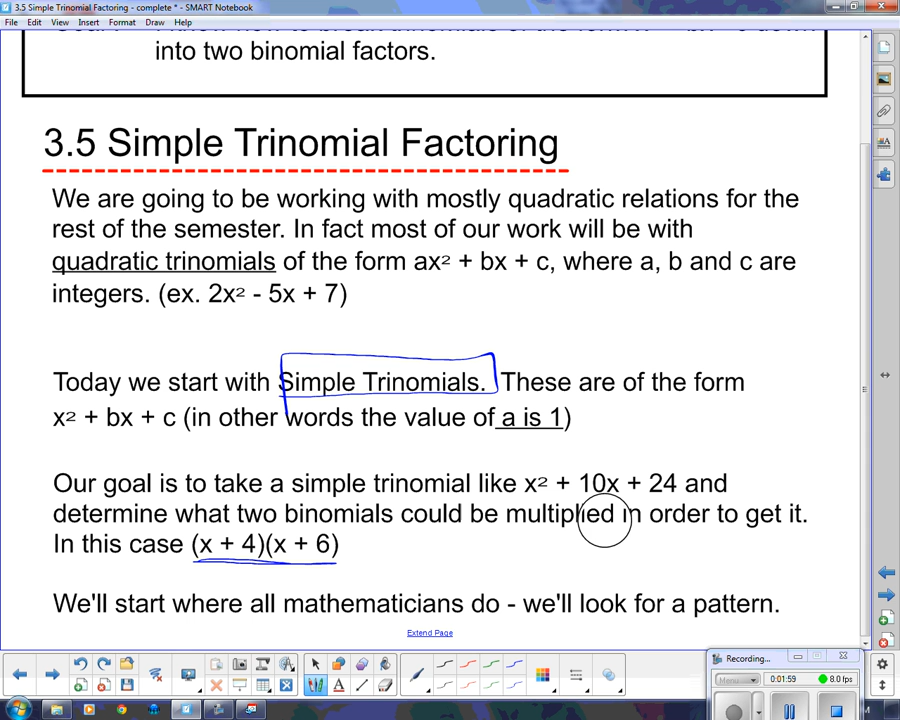 3.5 Simple Trinomial Factoring - complete * - SMART Notebook
File Edit View Insert Format Draw Help
into two binomial factors.
3.5 Simple Trinomial Factoring
We are going to be working with mostly quadratic relations for the
rest of the semester. In fact most of our work will be with
quadratic trinomials of the form ax² + bx + c, where a, b and c are
integers. (ex. 2x² - 5x + 7)
Today we start with Simple Trinomials. These are of the form
x² + bx + c (in other words the value of a is 1)
Our goal is to take a simple trinomial like x² + 10x + 24 and
determine what two binomials could be multiplied in order to get it.
In this case (x + 4)(x + 6)
We'll start where all mathematicians do - we'll look for a pattern.
Extend Page
Recording...
Menu 0:01:59 8.0 fps